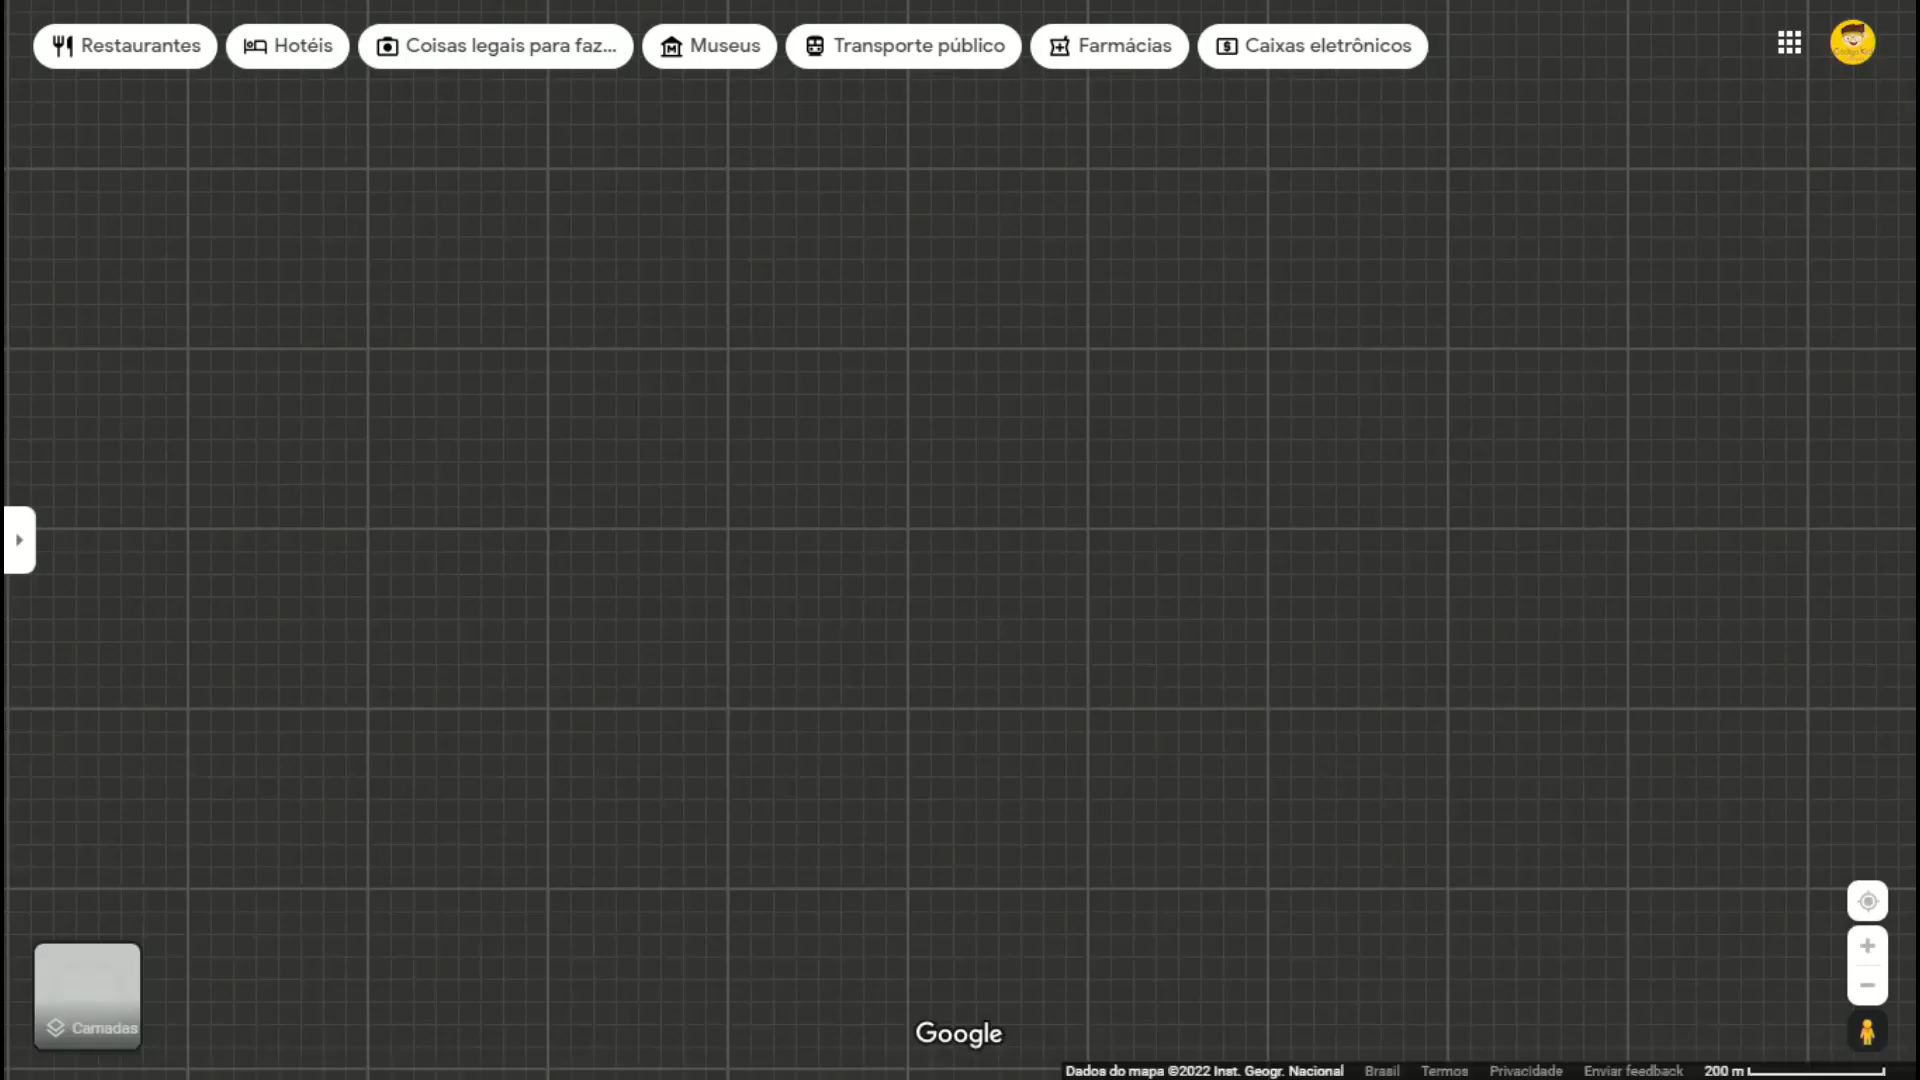 Restaurantes
Hotéis
Coisas legais para faz...
Museus
Transporte público
Farmácias
Caixas eletrônicos
Camadas
Google
Dados do mapa ©2022 Inst. Geogr. Nacional Brasil Termos Privacidade Enviar feedback 200 m